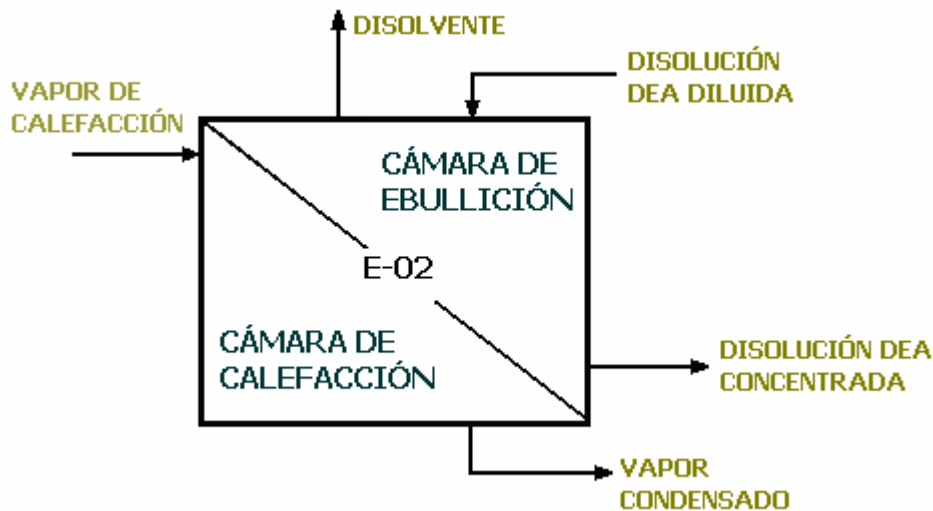 DISOLVENTE
DISOLUCIÓN
DEA DILUIDA
VAPOR DE
CALEFACCIÓN
CÁMARA DE
EBULLICIÓN
E-02
CÁMARA DE
CALEFACCIÓN
DISOLUCIÓN DEA
CONCENTRADA
VAPOR
CONDENSADO